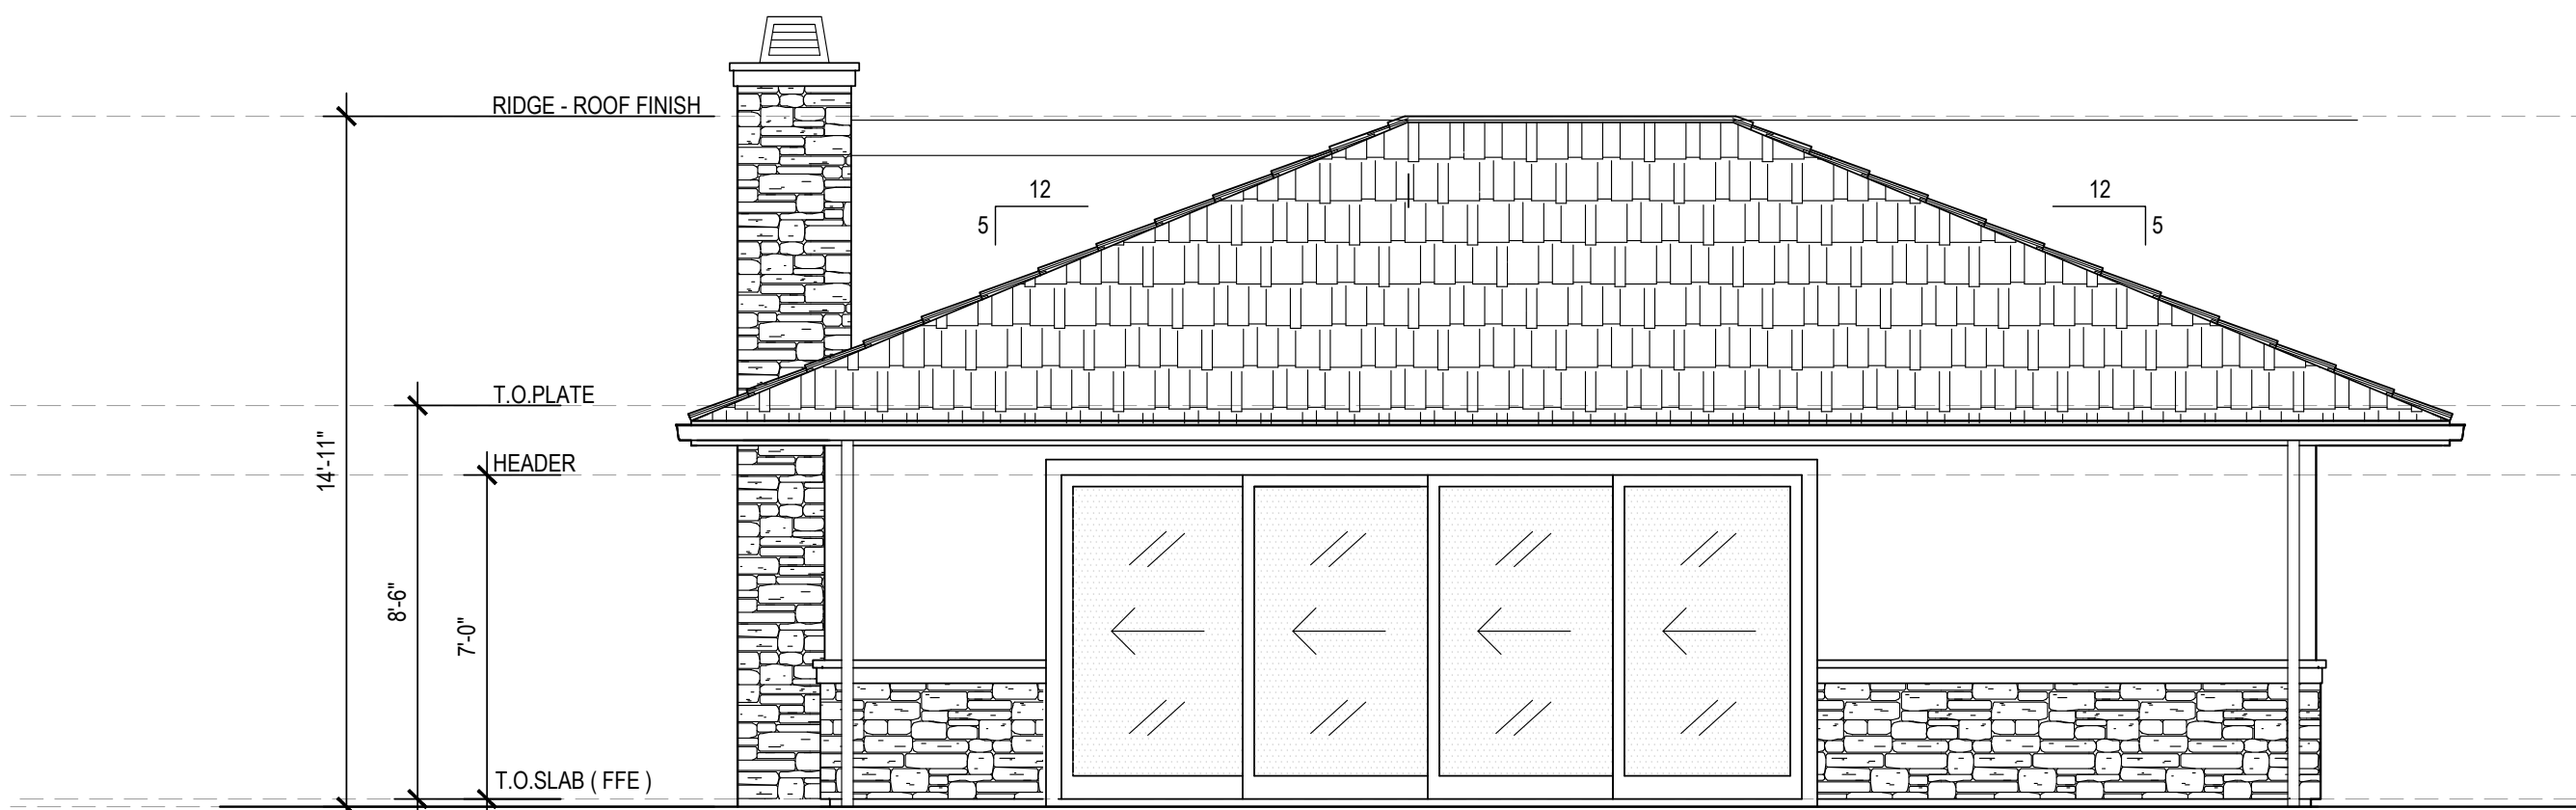 RIDGE - ROOF FINISH
12
5
12
5
T.O.PLATE
14'-11"
HEADER
8'-6"
7'-0"
T.O.SLAB ( FFE )